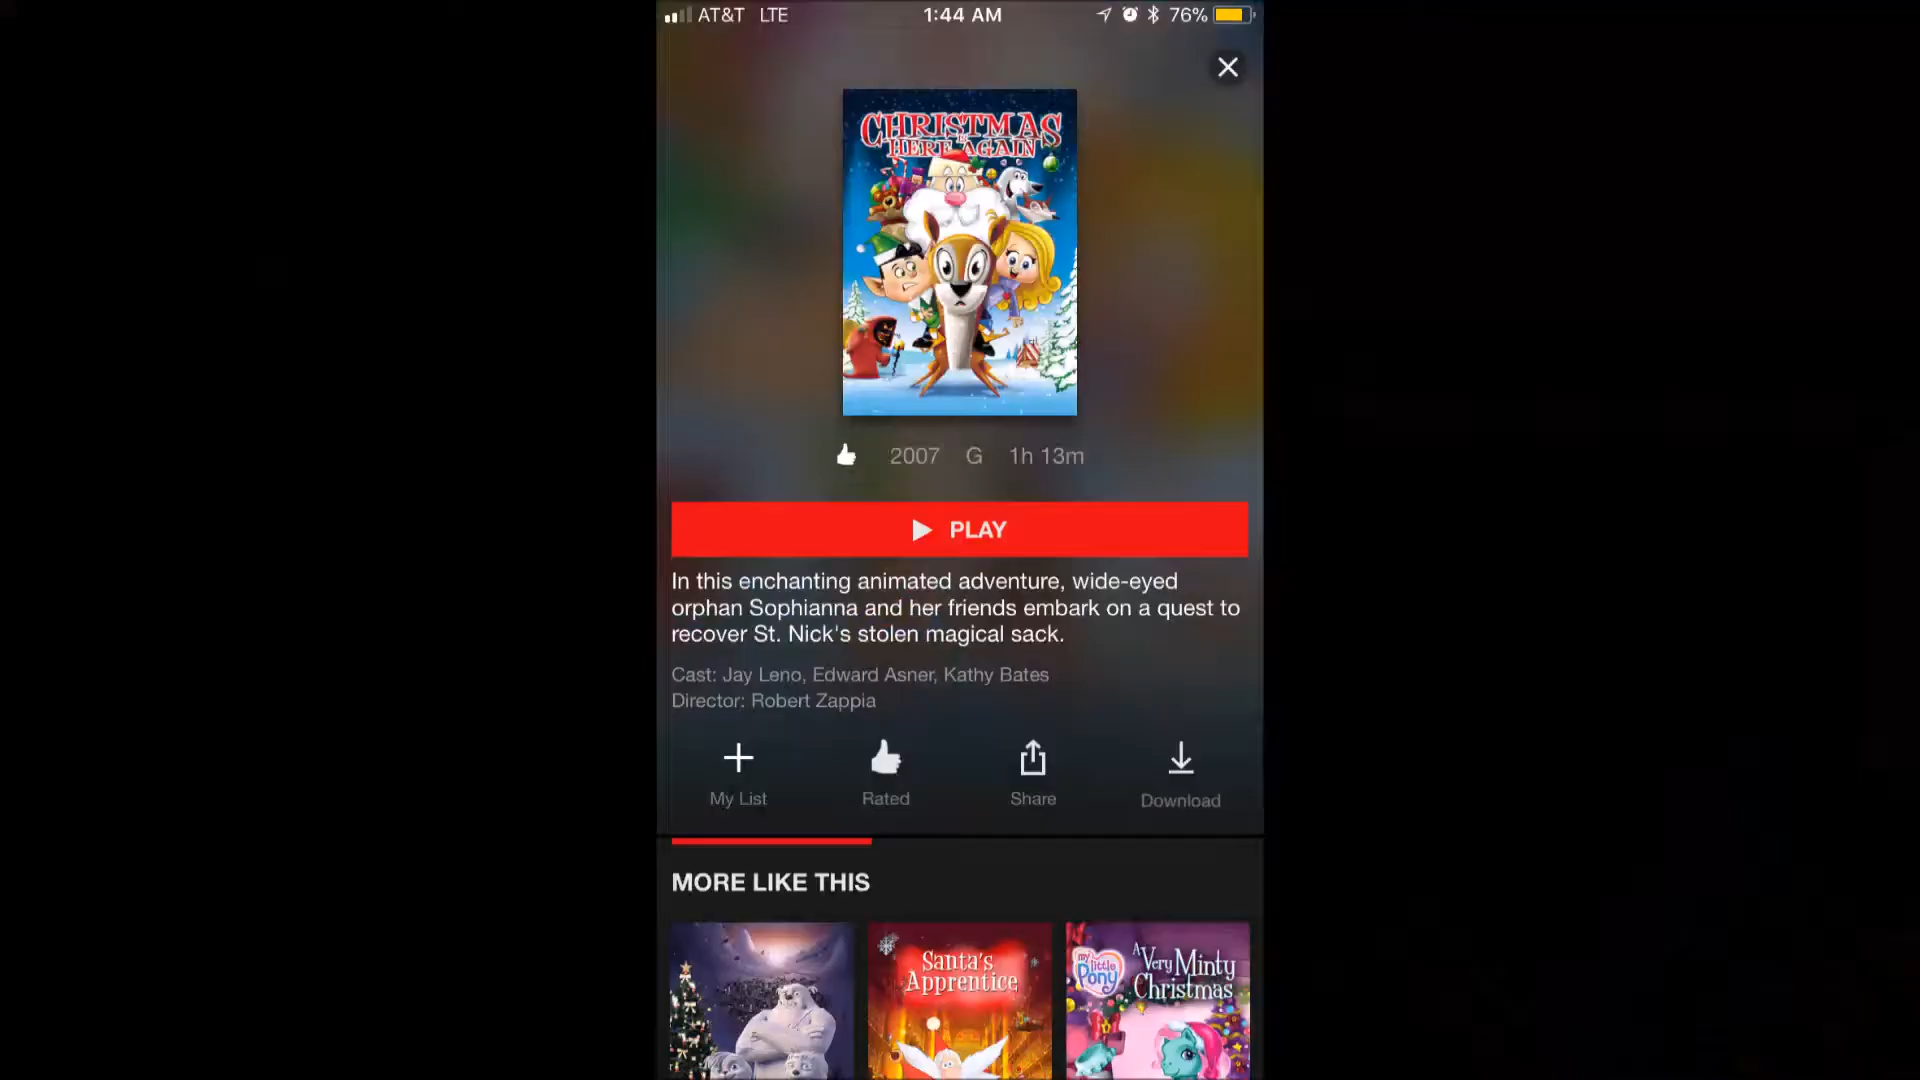 AT&T LTE 1:44 AM 76%
CHRISTMAS
IS
HERE AGAIN
2007 G 1h 13m
PLAY
In this enchanting animated adventure, wide-eyed
orphan Sophianna and her friends embark on a quest to
recover St. Nick's stolen magical sack.
Cast: Jay Leno, Edward Asner, Kathy Bates
Director: Robert Zappia
My List Rated Share Download
MORE LIKE THIS
Santa's
Apprentice
my little
Pony
A Very Minty
Christmas